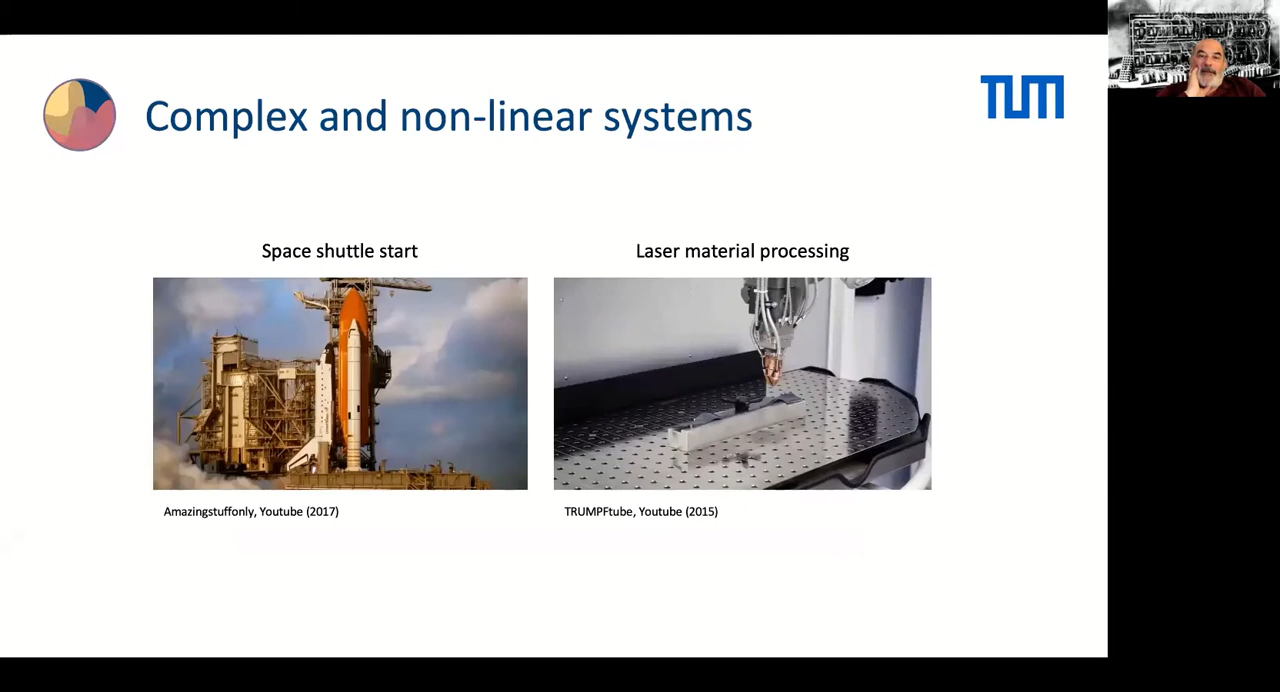 Complex and non-linear systems
TUM
Space shuttle start
Laser material processing
Amazingstuffonly, Youtube (2017)
TRUMPFtube, Youtube (2015)